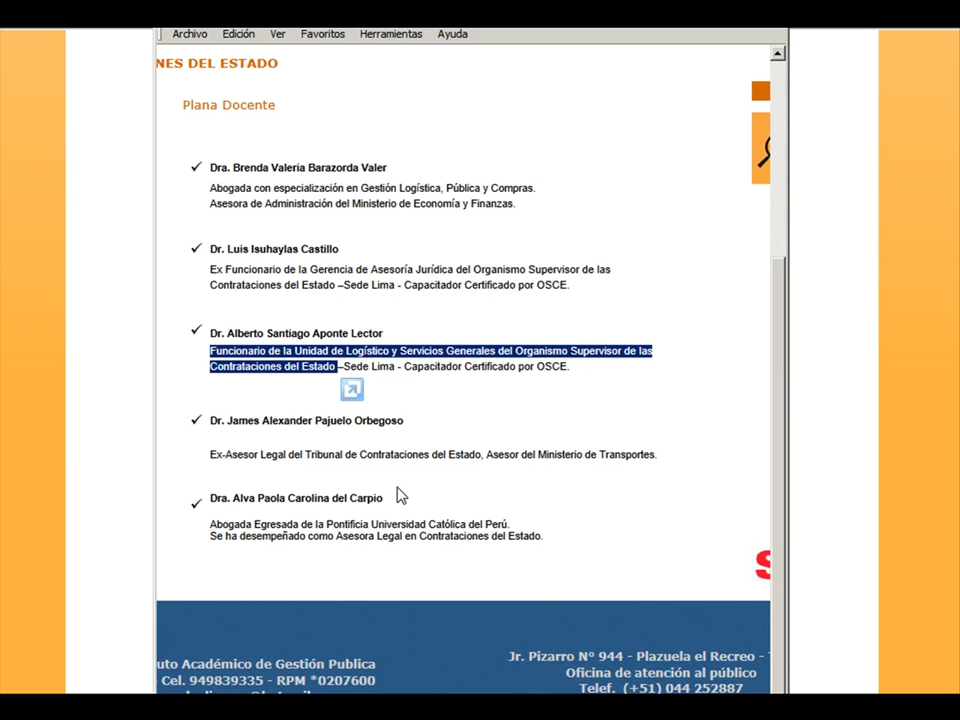 Archivo Edición Ver Favoritos Herramientas Ayuda
NES DEL ESTADO
Plana Docente
Dra. Brenda Valeria Barazorda Valer
Abogada con especialización en Gestión Logística, Pública y Compras.
Asesora de Administración del Ministerio de Economía y Finanzas.
Dr. Luis Isuhaylas Castillo
Ex Funcionario de la Gerencia de Asesoría Jurídica del Organismo Supervisor de las
Contrataciones del Estado –Sede Lima - Capacitador Certificado por OSCE.
Dr. Alberto Santiago Aponte Lector
Funcionario de la Unidad de Logístico y Servicios Generales del Organismo Supervisor de las
Contrataciones del Estado –Sede Lima - Capacitador Certificado por OSCE.
Dr. James Alexander Pajuelo Orbegoso
Ex-Asesor Legal del Tribunal de Contrataciones del Estado, Asesor del Ministerio de Transportes.
Dra. Alva Paola Carolina del Carpio
Abogada Egresada de la Pontificia Universidad Católica del Perú.
Se ha desempeñado como Asesora Legal en Contrataciones del Estado.
S
uto Académico de Gestión Publica
Cel. 949839335 - RPM *0207600
Jr. Pizarro Nº 944 - Plazuela el Recreo -
Oficina de atención al público
Telef. (+51) 044 252887